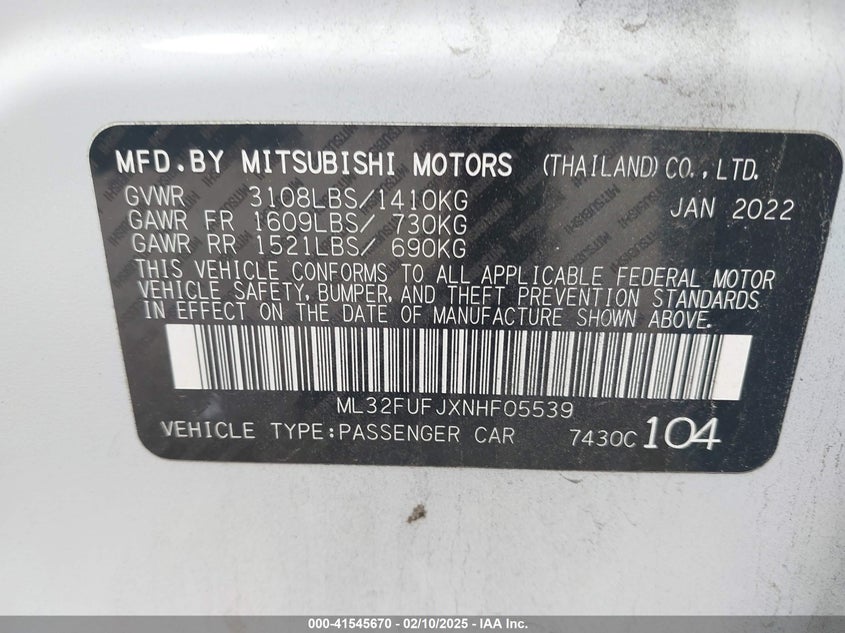 MFD.BY MITSUBISHI MOTORS (THAILAND) CO.,LTD.
GVWR 3108LBS/1410KG JAN 2022
GAWR FR 1609LBS/ 730KG
GAWR RR 1521LBS/ 690KG
THIS VEHICLE CONFORMS TO ALL APPLICABLE FEDERAL MOTOR
VEHICLE SAFETY, BUMPER, AND THEFT PREVENTION STANDARDS
IN EFFECT ON THE DATE OF MANUFACTURE SHOWN ABOVE.
ML32FUFJXNHF05539
VEHICLE TYPE:PASSENGER CAR 7430C 104
000-41545670 - 02/10/2025 - IAA Inc.